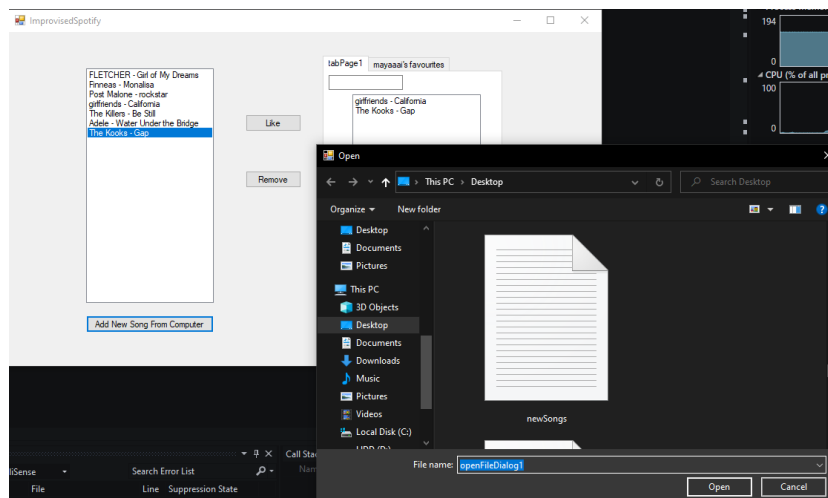 ImprovisedSpotify
194
0
CPU (% of all pr
100
0
FLETCHER - Girl of My Dreams
Finneas - Monalisa
Post Malone - rockstar
girlfriends - California
The Killers - Be Still
Adele - Water Under the Bridge
The Kooks - Gap
Like
Remove
Add New Song From Computer
tabPage1 mayaaai's favourites
girlfriends - California
The Kooks - Gap
Open
This PC > Desktop
Search Desktop
Organize
New folder
Desktop
Documents
Pictures
This PC
3D Objects
Desktop
Documents
Downloads
Music
Pictures
Videos
Local Disk (C:)
newSongs
File name: openFileDialog1
Open
Cancel
Call Sta
Nam
liSense
Search Error List
File
Line
Suppression State